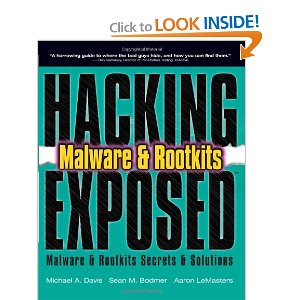 Click to LOOK INSIDE!
"A harrowing guide to where the bad guys hide, and how you can find them."
HACKING
Malware & Rootkits
EXPOSED
Malware & Rootkits Secrets & Solutions
Michael A. Davis Sean M. Bodmer Aaron LeMasters